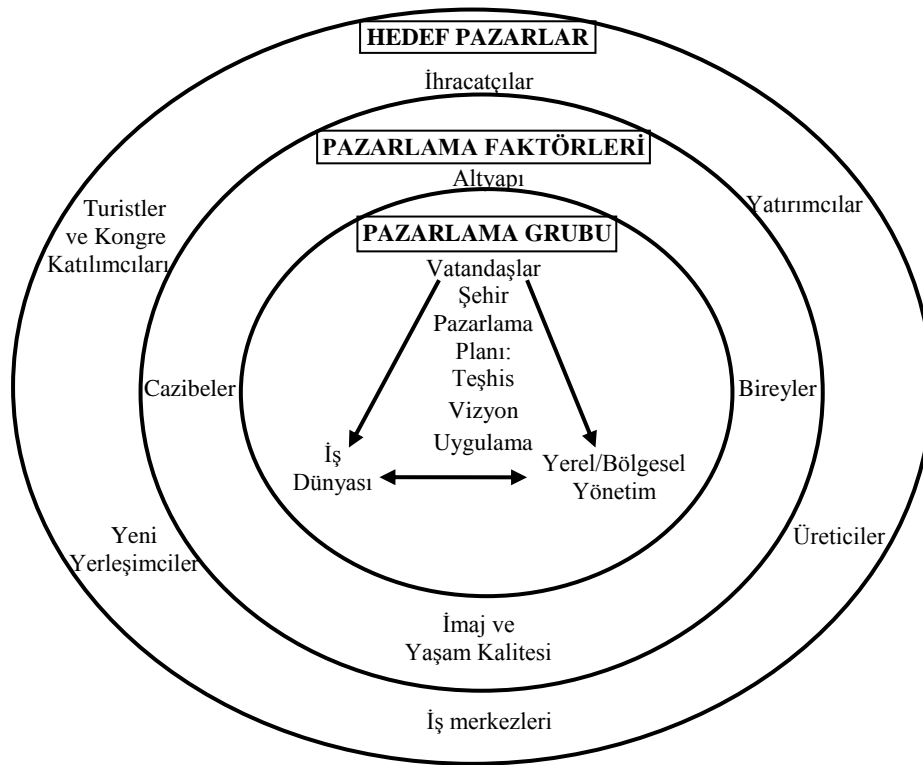 HEDEF PAZARLAR
İhracatçılar
PAZARLAMA FAKTÖRLERİ
Altyapı
Turistler
ve Kongre
Katılımcıları
Yatırımcılar
PAZARLAMA GRUBU
Vatandaşlar
Şehir
Pazarlama
Planı:
Teşhis
Vizyon
Uygulama
Cazibeler
Bireyler
İş
Dünyası
Yerel/Bölgesel
Yönetim
Yeni
Yerleşimciler
Üreticiler
İmaj ve
Yaşam Kalitesi
İş merkezleri